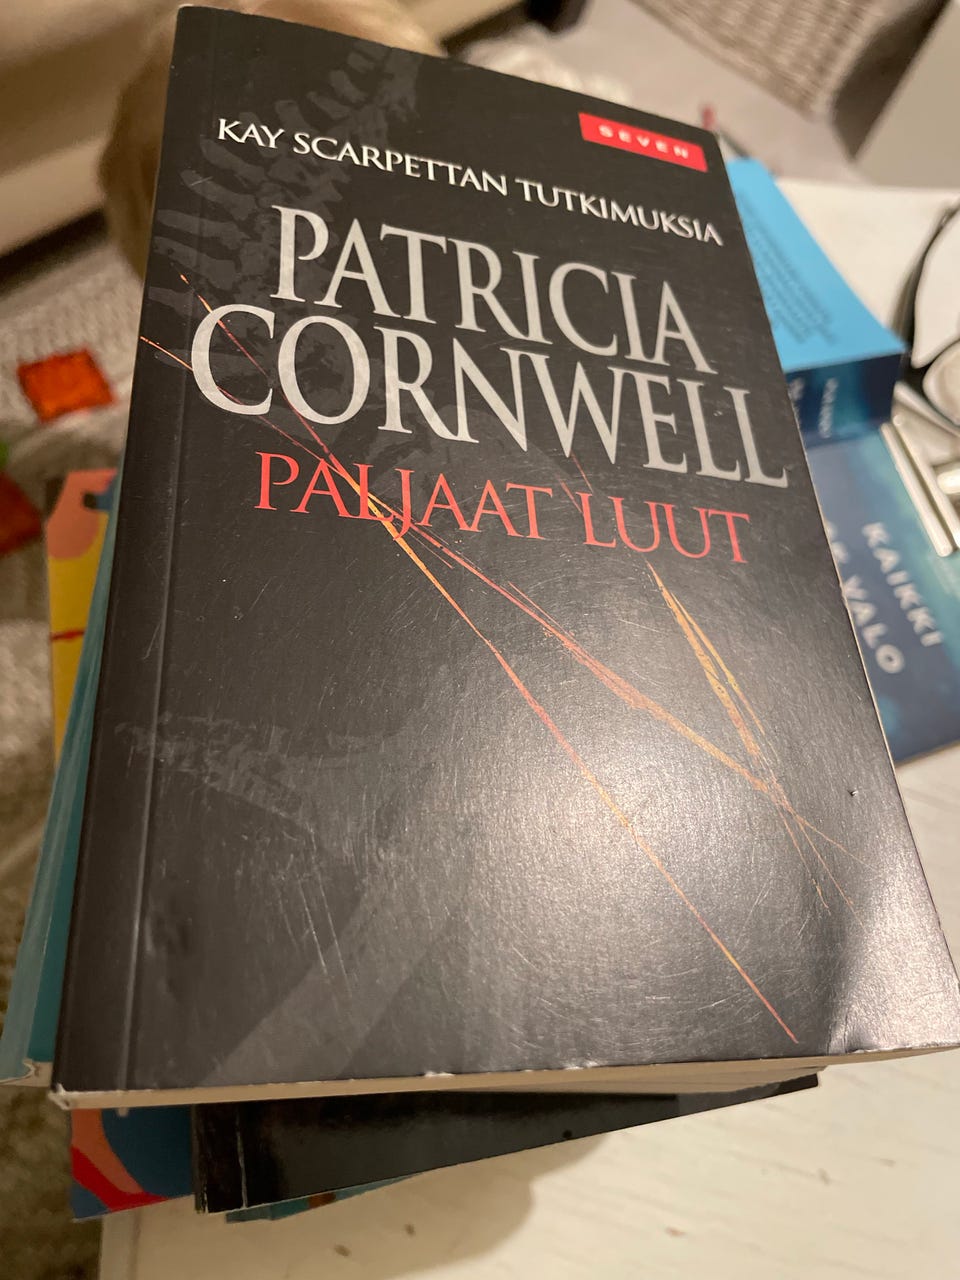 SEVEN
KAY SCARPETTAN TUTKIMUKSIA
PATRICIA
CORNWELL
PALJAAT LUUT
KAIKKI
VALO